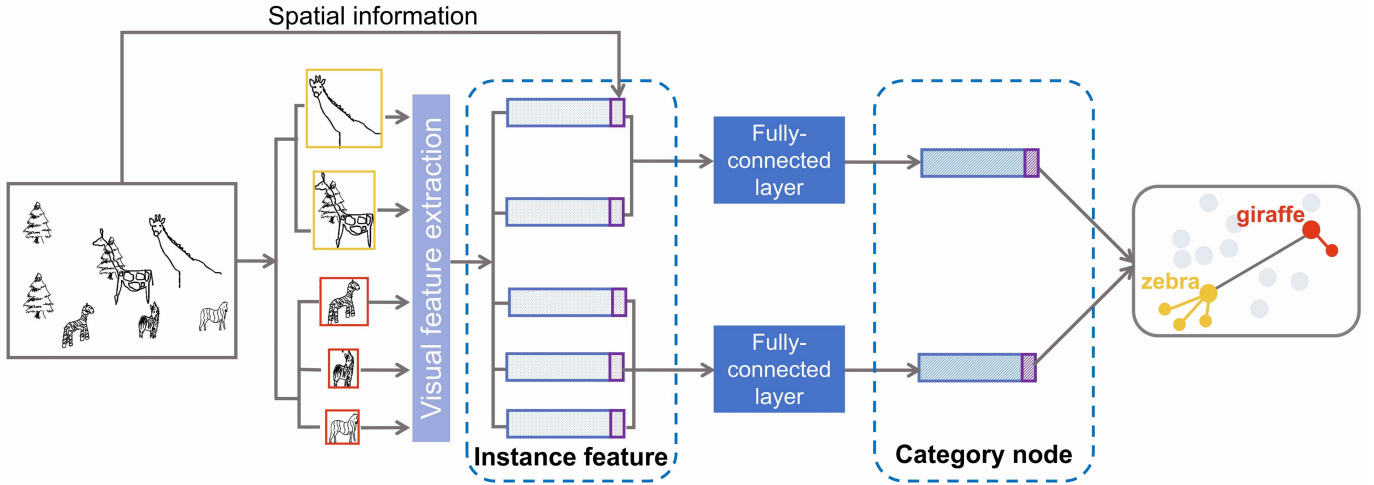 Spatial information
Visual feature extraction
Instance feature
Fully-
connected
layer
Fully-
connected
layer
Category node
giraffe
zebra